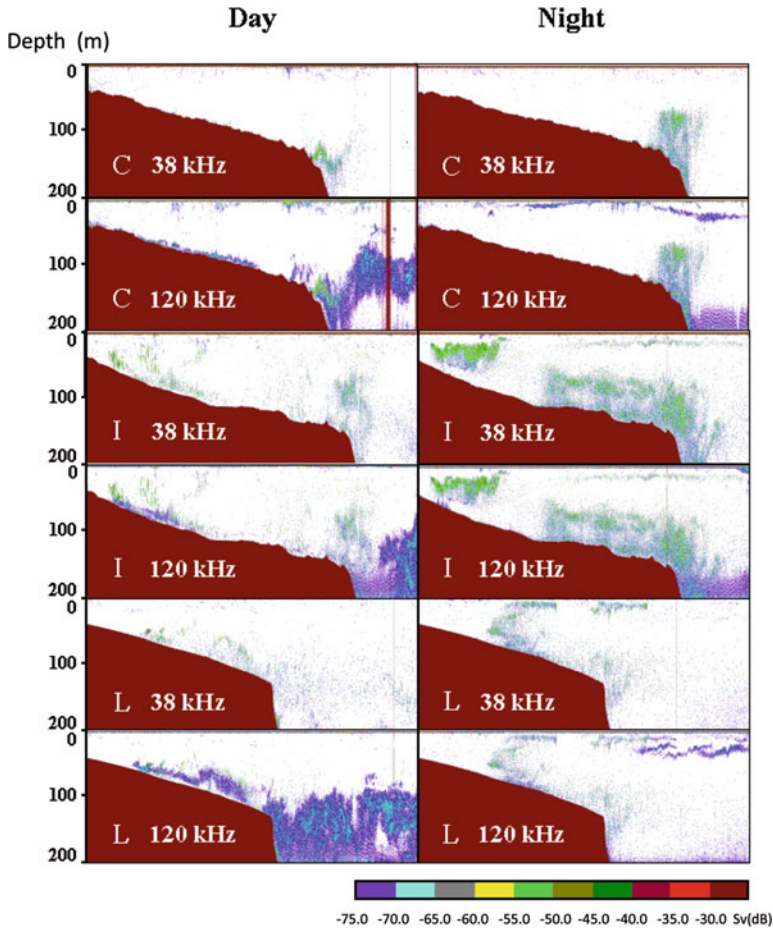 Day Night
Depth (m)
0
100
200
C 38 kHz C 38 kHz
0
100
200
C 120 kHz C 120 kHz
0
100
200
I 38 kHz I 38 kHz
0
100
200
I 120 kHz I 120 kHz
0
100
200
L 38 kHz L 38 kHz
0
100
200
L 120 kHz L 120 kHz
-75.0 -70.0 -65.0 -60.0 -55.0 -50.0 -45.0 -40.0 -35.0 -30.0 Sv(dB)